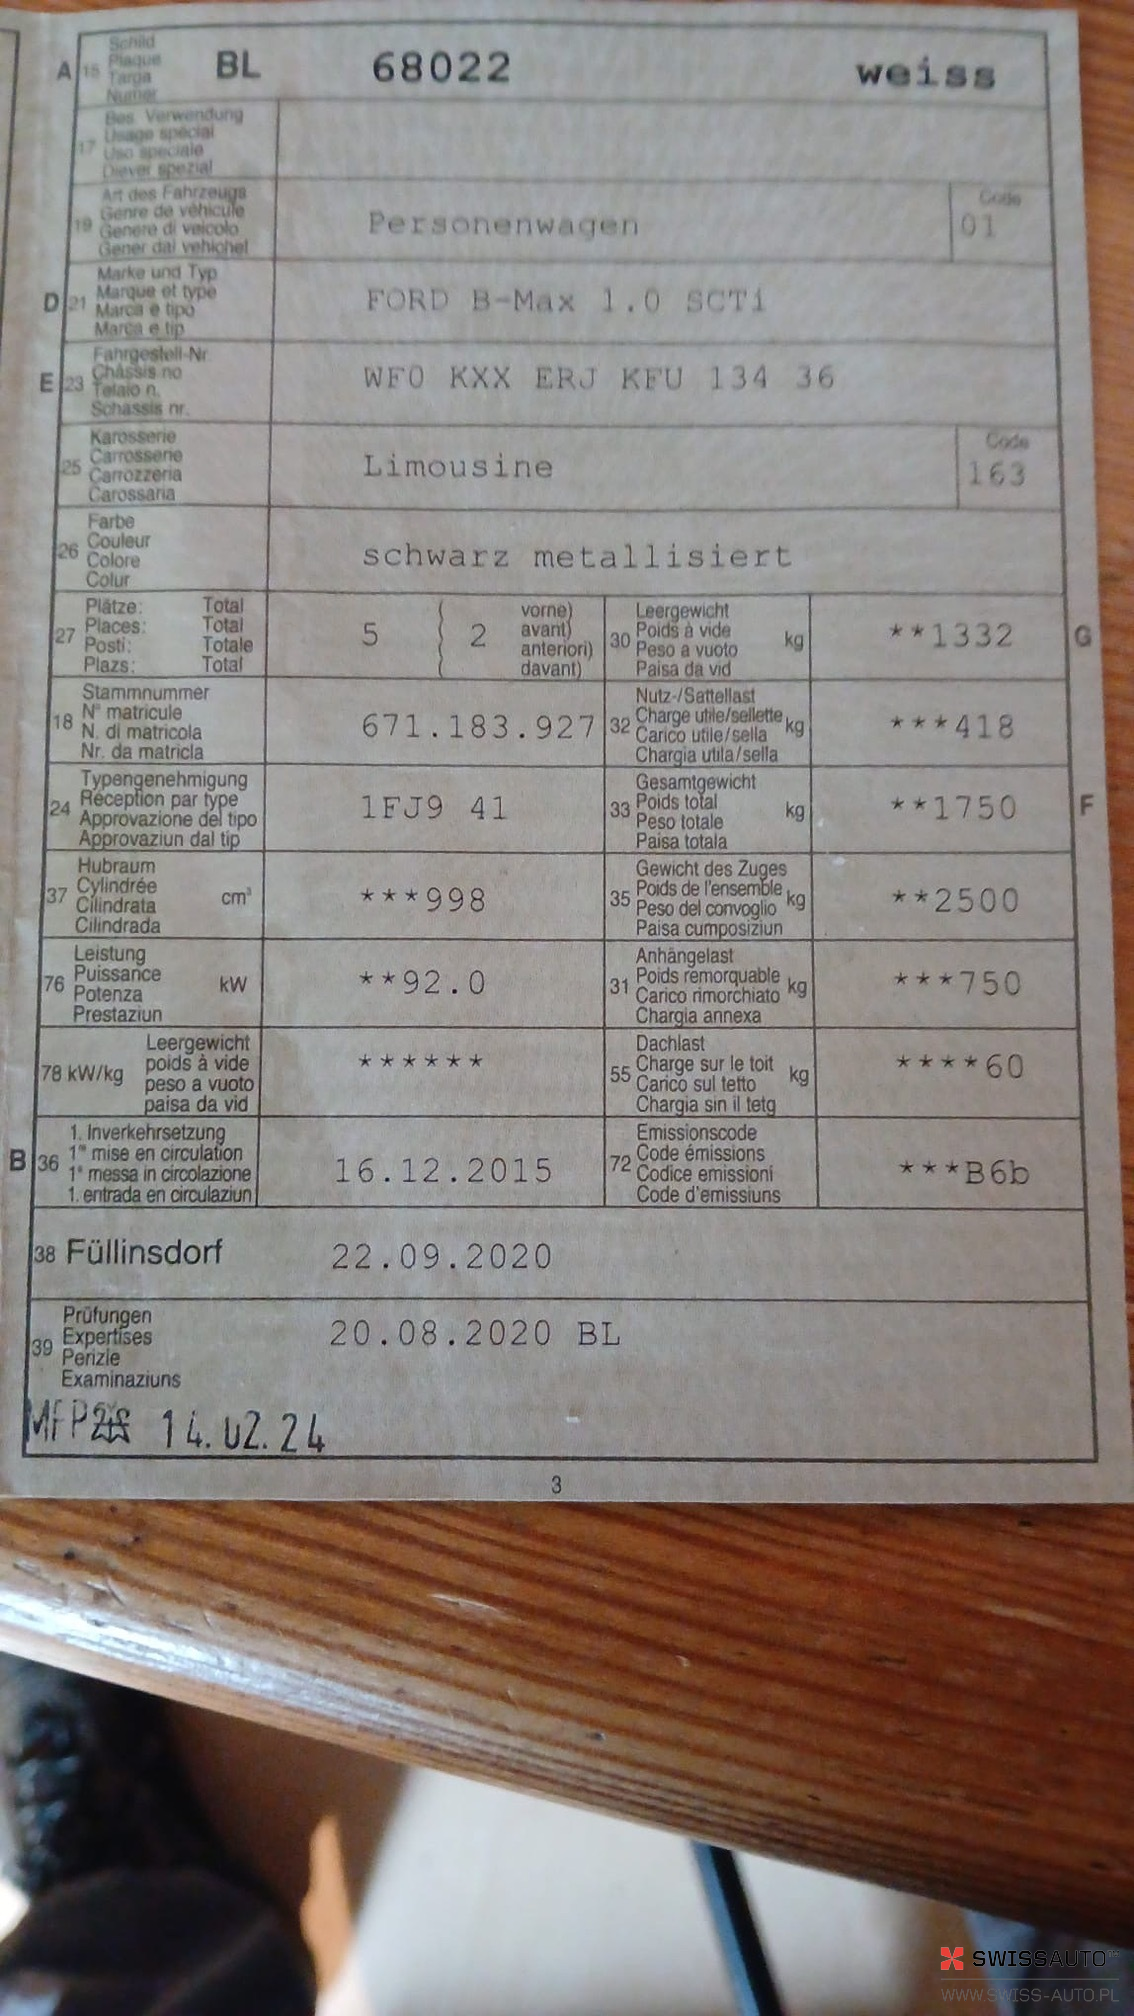 A 15 Schild Plaque Targa Numer BL 68022 weiss
17 Bes. Verwendung
Usage spécial
Uso speciale
Diever spezial
19 Art des Fahrzeugs
Genre de véhicule
Genere di veicolo
Gener dal vehichel
Personenwagen
Code
01
D 21 Marke und Typ
Marque et type
Marca e tipo
Marca e tip
FORD B-Max 1.0 SCTi
E 23 Fahrgestell-Nr.
Châssis no
Telaio n.
Schassis nr.
WF0 KXX ERJ KFU 134 36
25 Karosserie
Carrosserie
Carrozzeria
Carossaria
Limousine
Code
163
26 Farbe
Couleur
Colore
Colur
schwarz metallisiert
27 Plätze: Total
Places: Total
Posti: Totale
Plazs: Total
5 ( 2 vorne)
avant)
anteriori)
davant)
30 Leergewicht
Poids à vide
Peso a vuoto
Paisa da vid
kg **1332 G
18 Stammnummer
N° matricule
N. di matricola
Nr. da matricla
671.183.927
32 Nutz-/Sattellast
Charge utile/sellette
Carico utile/sella
Chargia utila/sella
kg ***418
24 Typengenehmigung
Réception par type
Approvazione del tipo
Approvaziun dal tip
1FJ9 41
33 Gesamtgewicht
Poids total
Peso totale
Paisa totala
kg **1750 F
37 Hubraum
Cylindrée
Cilindrata
Cilindrada
cm³ ***998
35 Gewicht des Zuges
Poids de l'ensemble
Peso del convoglio
Paisa cumposiziun
kg **2500
76 Leistung
Puissance
Potenza
Prestaziun
kW **92.0
31 Anhängelast
Poids remorquable
Carico rimorchiato
Chargia annexa
kg ***750
78 kW/kg Leergewicht
poids à vide
peso a vuoto
paisa da vid
******
55 Dachlast
Charge sur le toit
Carico sul tetto
Chargia sin il tetg
kg ****60
B 36 1. Inverkehrsetzung
1re mise en circulation
1a messa in circolazione
1. entrada en circulaziun
16.12.2015
72 Emissionscode
Code émissions
Codice emissioni
Code d'emissiuns
***B6b
38 Füllinsdorf 22.09.2020
39 Prüfungen
Expertises
Perizie
Examinaziuns
20.08.2020 BL
14.02.24
3
SWISSAUTO
WWW.SWISS-AUTO.PL